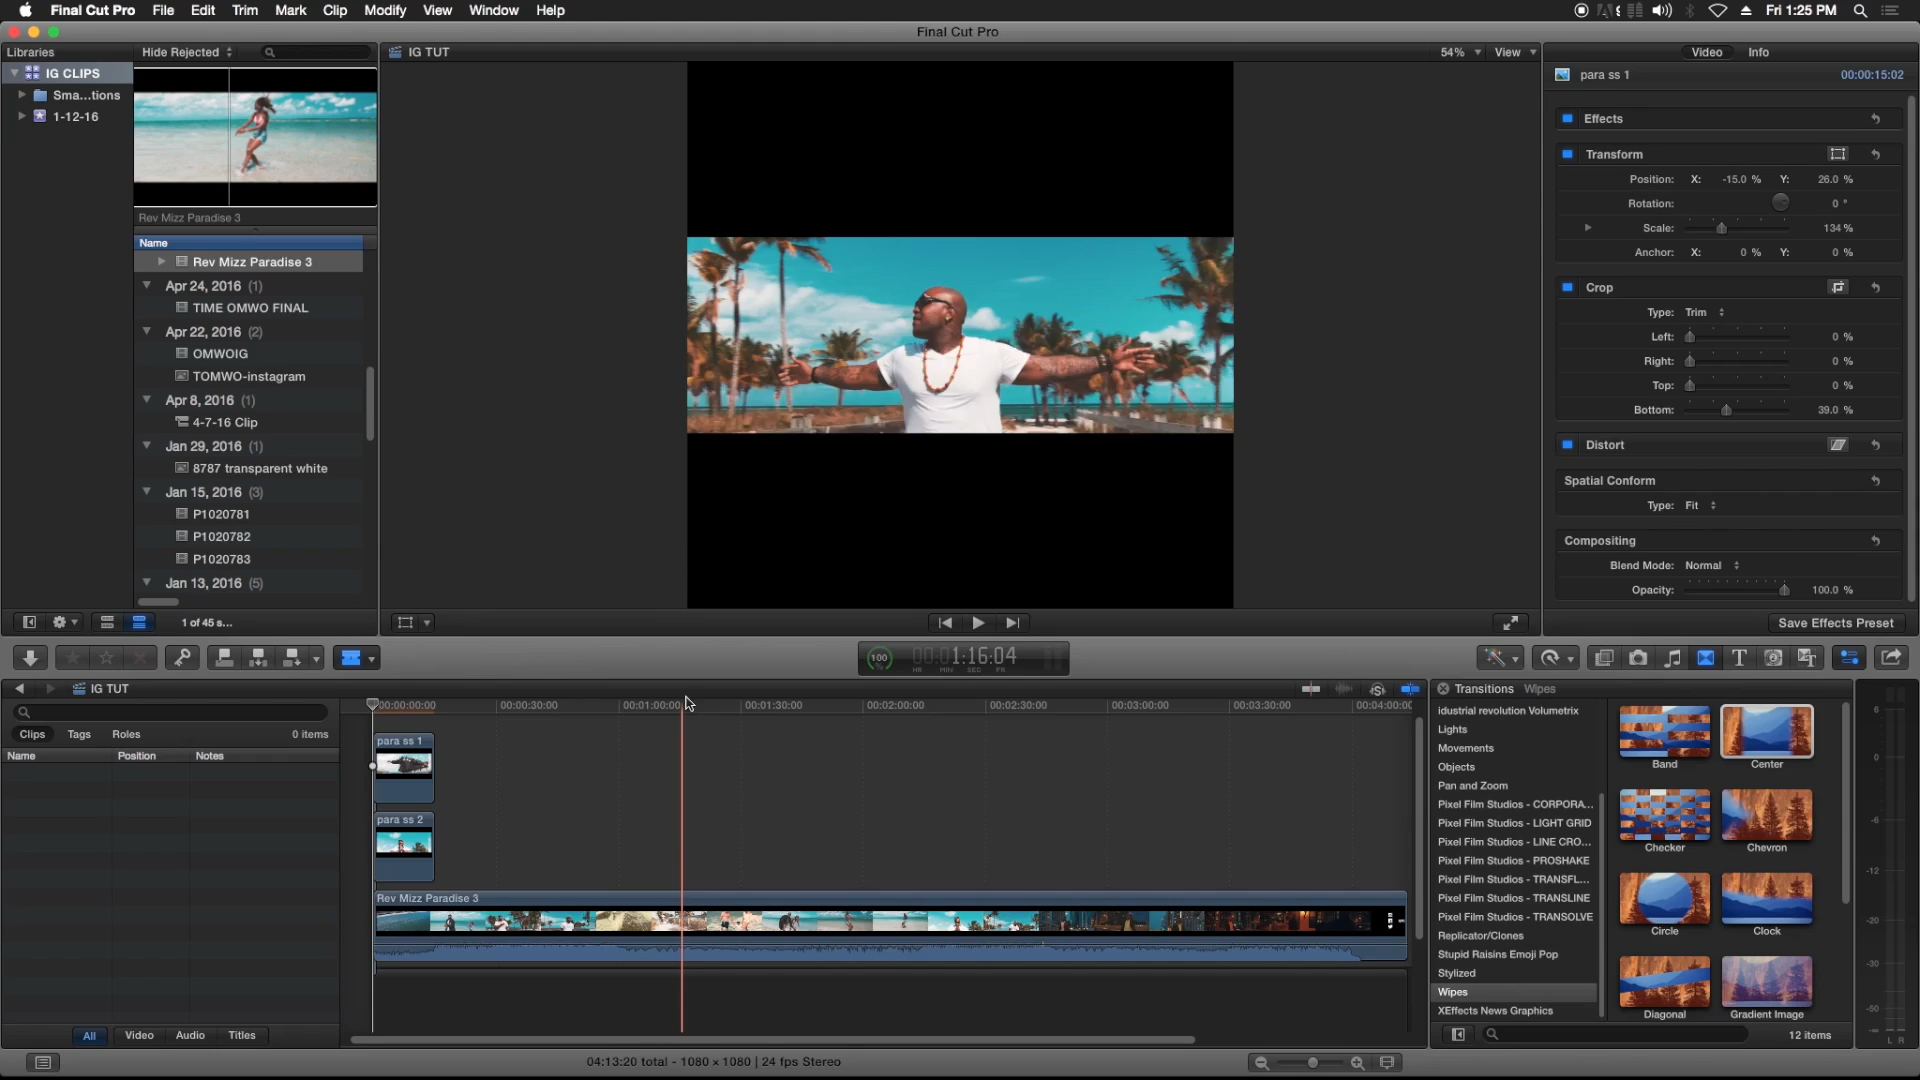 Final Cut Pro File Edit Trim Mark Clip Modify View Window Help Fri 1:25 PM
Final Cut Pro
Libraries Hide Rejected IG TUT 54% View Video Info
IG CLIPS
Sma...tions
1-12-16
Rev Mizz Paradise 3
Name
Rev Mizz Paradise 3
Apr 24, 2016 (1)
TIME OMWO FINAL
Apr 22, 2016 (2)
OMWOIG
TOMWO-instagram
Apr 8, 2016 (1)
4-7-16 Clip
Jan 29, 2016 (1)
8787 transparent white
Jan 15, 2016 (3)
P1020781
P1020782
P1020783
Jan 13, 2016 (5)
1 of 45 s...
para ss 1 00:00:15:02
Effects
Transform
Position: X: -15.0 % Y: 26.0 %
Rotation: 0 °
Scale: 134 %
Anchor: X: 0 % Y: 0 %
Crop
Type: Trim
Left: 0 %
Right: 0 %
Top: 0 %
Bottom: 39.0 %
Distort
Spatial Conform
Type: Fit
Compositing
Blend Mode: Normal
Opacity: 100.0 %
Save Effects Preset
100 00:01:16:04
HR MIN SEC FR
IG TUT
Clips Tags Roles 0 items
Name Position Notes
All Video Audio Titles
00:00:00:00 00:00:30:00 00:01:00:00 00:01:30:00 00:02:00:00 00:02:30:00 00:03:00:00 00:03:30:00 00:04:00:00
para ss 1
para ss 2
Rev Mizz Paradise 3
04:13:20 total - 1080 × 1080 | 24 fps Stereo
Transitions Wipes
idustrial revolution Volumetrix
Lights
Movements
Objects
Pan and Zoom
Pixel Film Studios - CORPORA...
Pixel Film Studios - LIGHT GRID
Pixel Film Studios - LINE CRO...
Pixel Film Studios - PROSHAKE
Pixel Film Studios - TRANSFL...
Pixel Film Studios - TRANSLINE
Pixel Film Studios - TRANSOLVE
Replicator/Clones
Stupid Raisins Emoji Pop
Stylized
Wipes
XEffects News Graphics
Band Center
Checker Chevron
Circle Clock
Diagonal Gradient Image
12 items
6
0
-6
-12
-20
-30
-50
L R